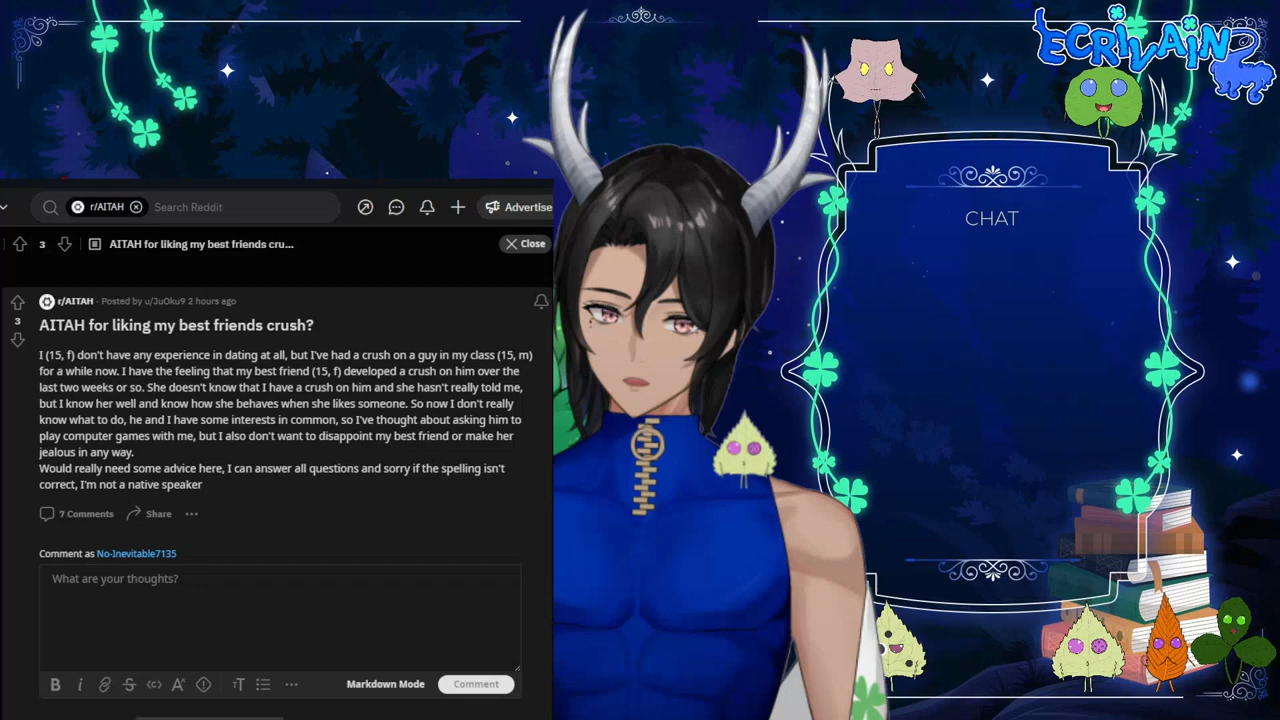 ECRIVAIN
r/AITAH Search Reddit Advertise
3 AITAH for liking my best friends cru... Close
r/AITAH · Posted by u/JuOku9 2 hours ago
3
AITAH for liking my best friends crush?
I (15, f) don't have any experience in dating at all, but I've had a crush on a guy in my class (15, m)
for a while now. I have the feeling that my best friend (15, f) developed a crush on him over the
last two weeks or so. She doesn't know that I have a crush on him and she hasn't really told me,
but I know her well and know how she behaves when she likes someone. So now I don't really
know what to do, he and I have some interests in common, so I've thought about asking him to
play computer games with me, but I also don't want to disappoint my best friend or make her
jealous in any way.
Would really need some advice here, I can answer all questions and sorry if the spelling isn't
correct, I'm not a native speaker
7 Comments Share ...
Comment as No-Inevitable7135
What are your thoughts?
B i S A T ... Markdown Mode Comment
CHAT